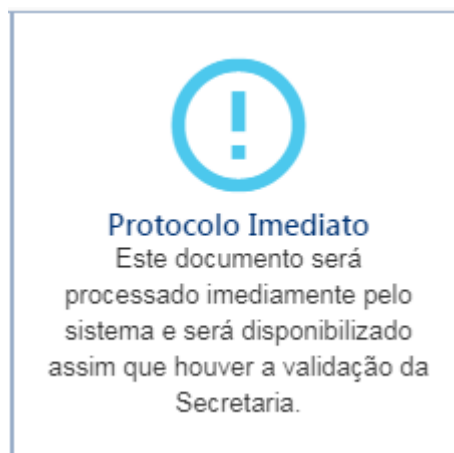 Protocolo Imediato
Este documento será
processado imediamente pelo
sistema e será disponibilizado
assim que houver a validação da
Secretaria.